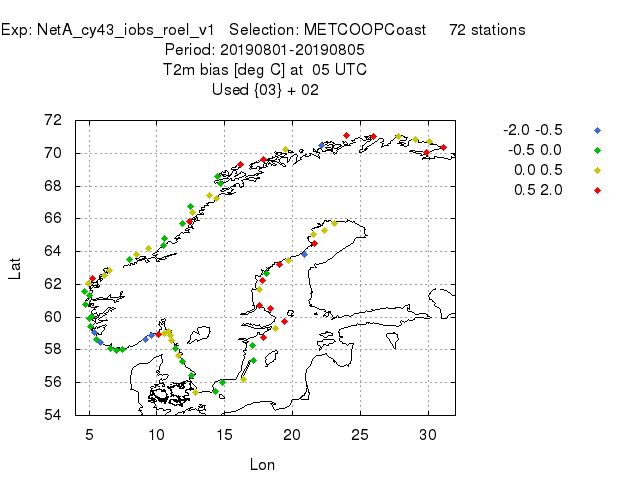 Exp: NetA_cy43_iobs_roel_v1 Selection: METCOOPCoast 72 stations
Period: 20190801-20190805
T2m bias [deg C] at 05 UTC
Used {03} + 02
72
70
68
66
64
62
60
58
56
54
5 10 15 20 25 30
Lat
Lon
-2.0 -0.5
-0.5 0.0
0.0 0.5
0.5 2.0